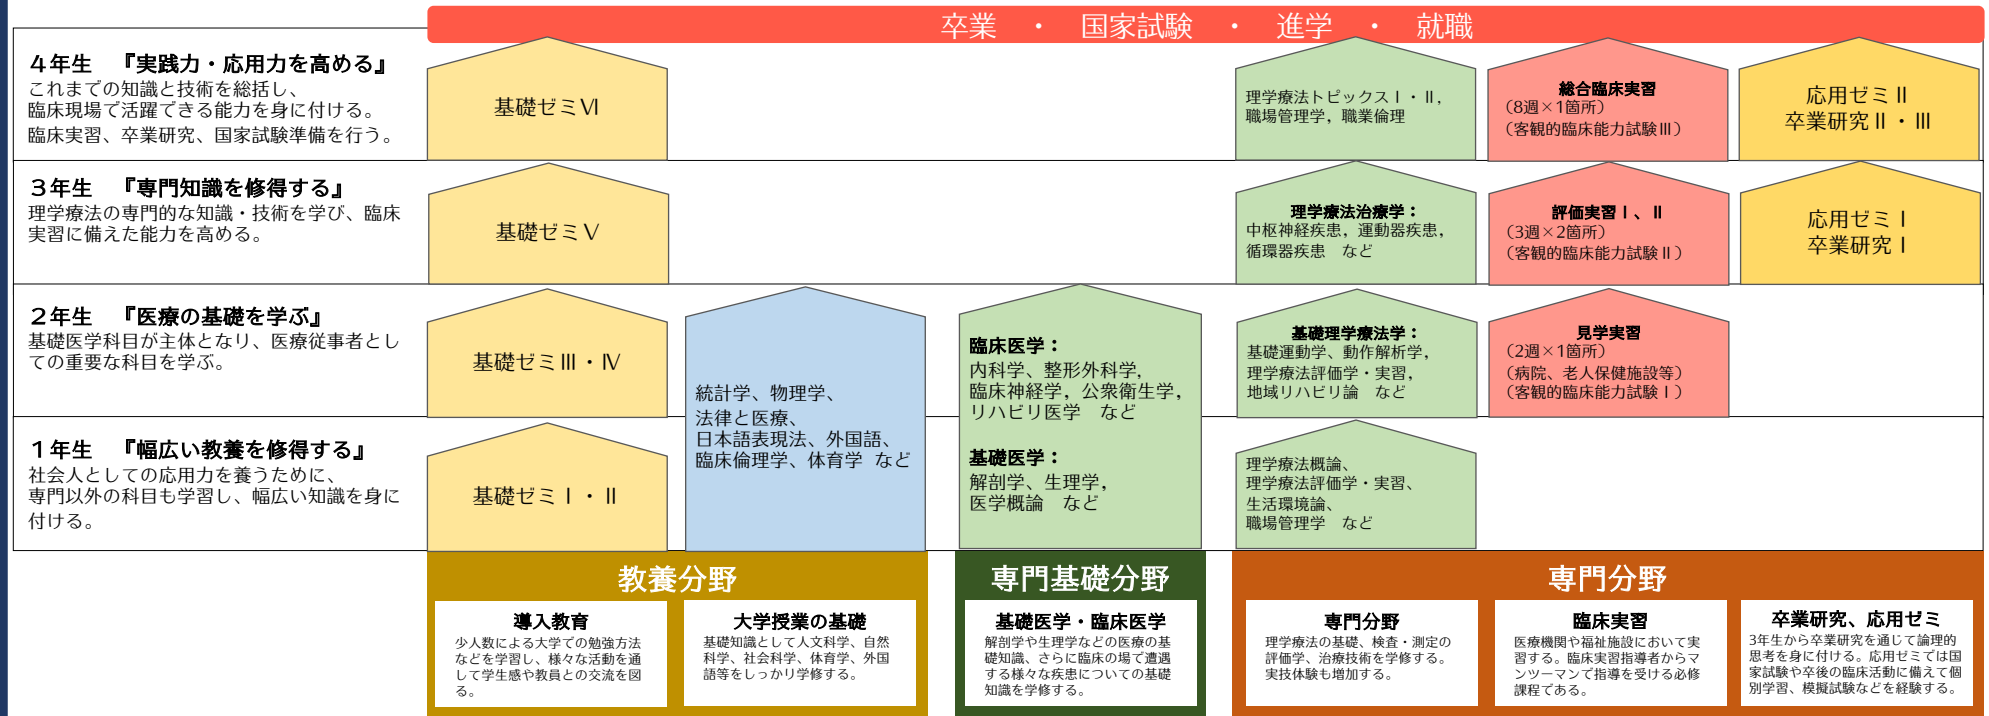 卒業　・　国家試験　・　進学　・　就職
４年生　『実践力・応用力を高める』
これまでの知識と技術を総括し、
臨床現場で活躍できる能力を身に付ける。
臨床実習、卒業研究、国家試験準備を行う。
基礎ゼミⅥ
理学療法トピックスⅠ・Ⅱ，
職場管理学，職業倫理
総合臨床実習
（8週×1箇所）
（客観的臨床能力試験Ⅲ）
応用ゼミⅡ
卒業研究Ⅱ・Ⅲ
３年生　『専門知識を修得する』
理学療法の専門的な知識・技術を学び、臨床
実習に備えた能力を高める。
基礎ゼミⅤ
理学療法治療学：
中枢神経疾患，運動器疾患，
循環器疾患　など
評価実習Ⅰ、Ⅱ
（3週×2箇所）
（客観的臨床能力試験Ⅱ）
応用ゼミⅠ
卒業研究Ⅰ
２年生　『医療の基礎を学ぶ』
基礎医学科目が主体となり、医療従事者とし
ての重要な科目を学ぶ。
基礎ゼミⅢ・Ⅳ
統計学、物理学、
法律と医療、
日本語表現法、外国語、
臨床倫理学、体育学 など
臨床医学：
内科学、整形外科学，
臨床神経学，公衆衛生学，
リハビリ医学　など
基礎医学：
解剖学、生理学，
医学概論　など
基礎理学療法学：
基礎運動学、動作解析学，
理学療法評価学・実習，
地域リハビリ論　など
見学実習
（2週×1箇所）
（病院、老人保健施設等）
（客観的臨床能力試験Ⅰ）
１年生　『幅広い教養を修得する』
社会人としての応用力を養うために、
専門以外の科目も学習し、幅広い知識を身に
付ける。
基礎ゼミⅠ・Ⅱ
理学療法概論、
理学療法評価学・実習、
生活環境論、
職場管理学　など
教養分野
導入教育
少人数による大学での勉強方法
などを学習し、様々な活動を通
して学生感や教員との交流を図
る。
大学授業の基礎
基礎知識として人文科学、自然
科学、社会科学、体育学、外国
語等をしっかり学修する。
専門基礎分野
基礎医学・臨床医学
解剖学や生理学などの医療の基
礎知識、さらに臨床の場で遭遇
する様々な疾患についての基礎
知識を学修する。
専門分野
専門分野
理学療法の基礎、検査・測定の
評価学、治療技術を学修する。
実技体験も増加する。
臨床実習
医療機関や福祉施設において実
習する。臨床実習指導者からマ
ンツーマンで指導を受ける必修
課程である。
卒業研究、応用ゼミ
3年生から卒業研究を通じて論理的
思考を身に付ける。応用ゼミでは国
家試験や卒後の臨床活動に備えて個
別学習、模擬試験などを経験する。